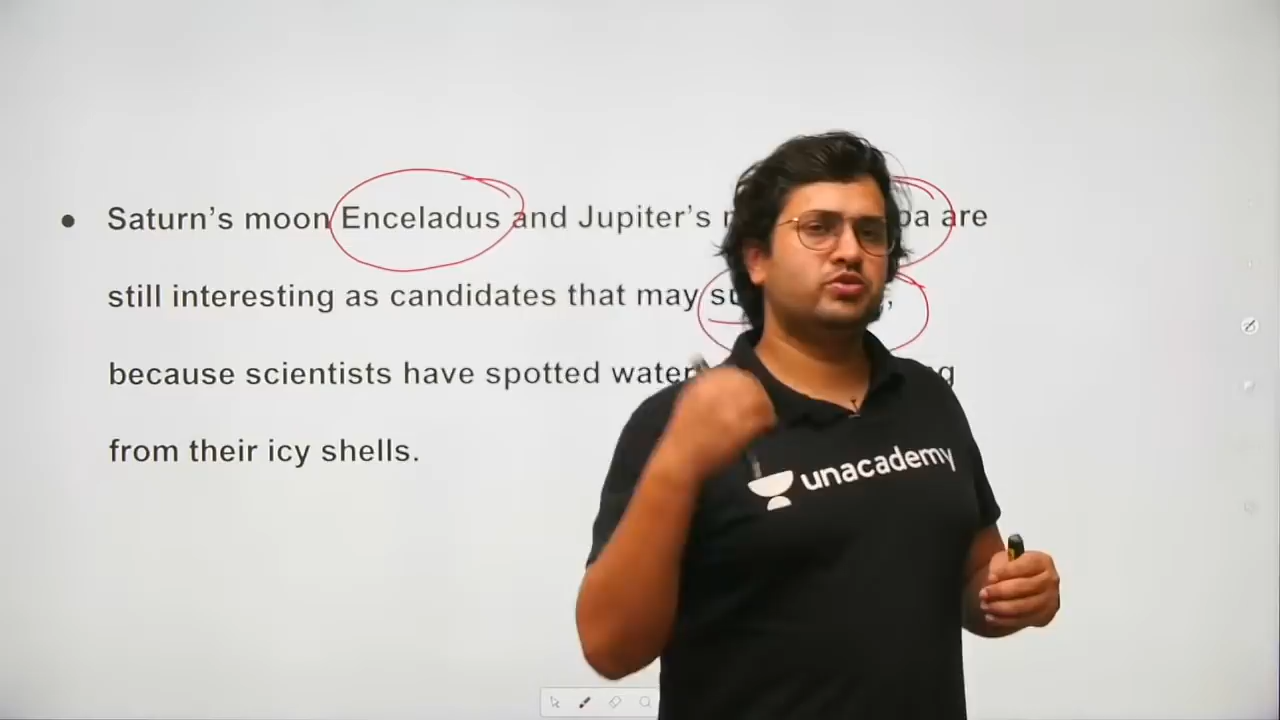 Saturn's moon Enceladus and Jupiter's are
still interesting as candidates that may
because scientists have spotted water
from their icy shells.
unacademy